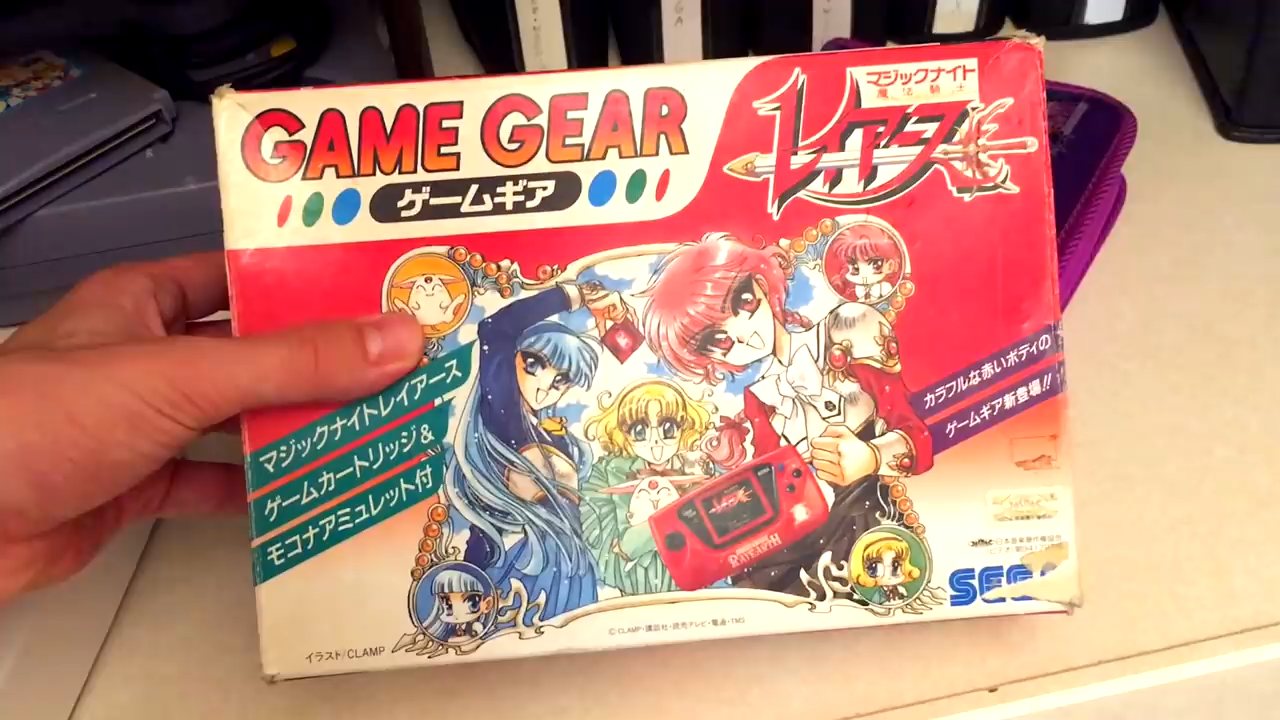 GAME GEAR
ゲームギア
マジックナイト
魔法騎士
レイアース
マジックナイトレイアース
ゲームカートリッジ&
モコナアミュレット付
カラフルな赤いボディの
ゲームギア新登場!!
RAYEARTH
SEGA
©CLAMP・講談社・読売テレビ・電通・TMS
イラスト/CLAMP